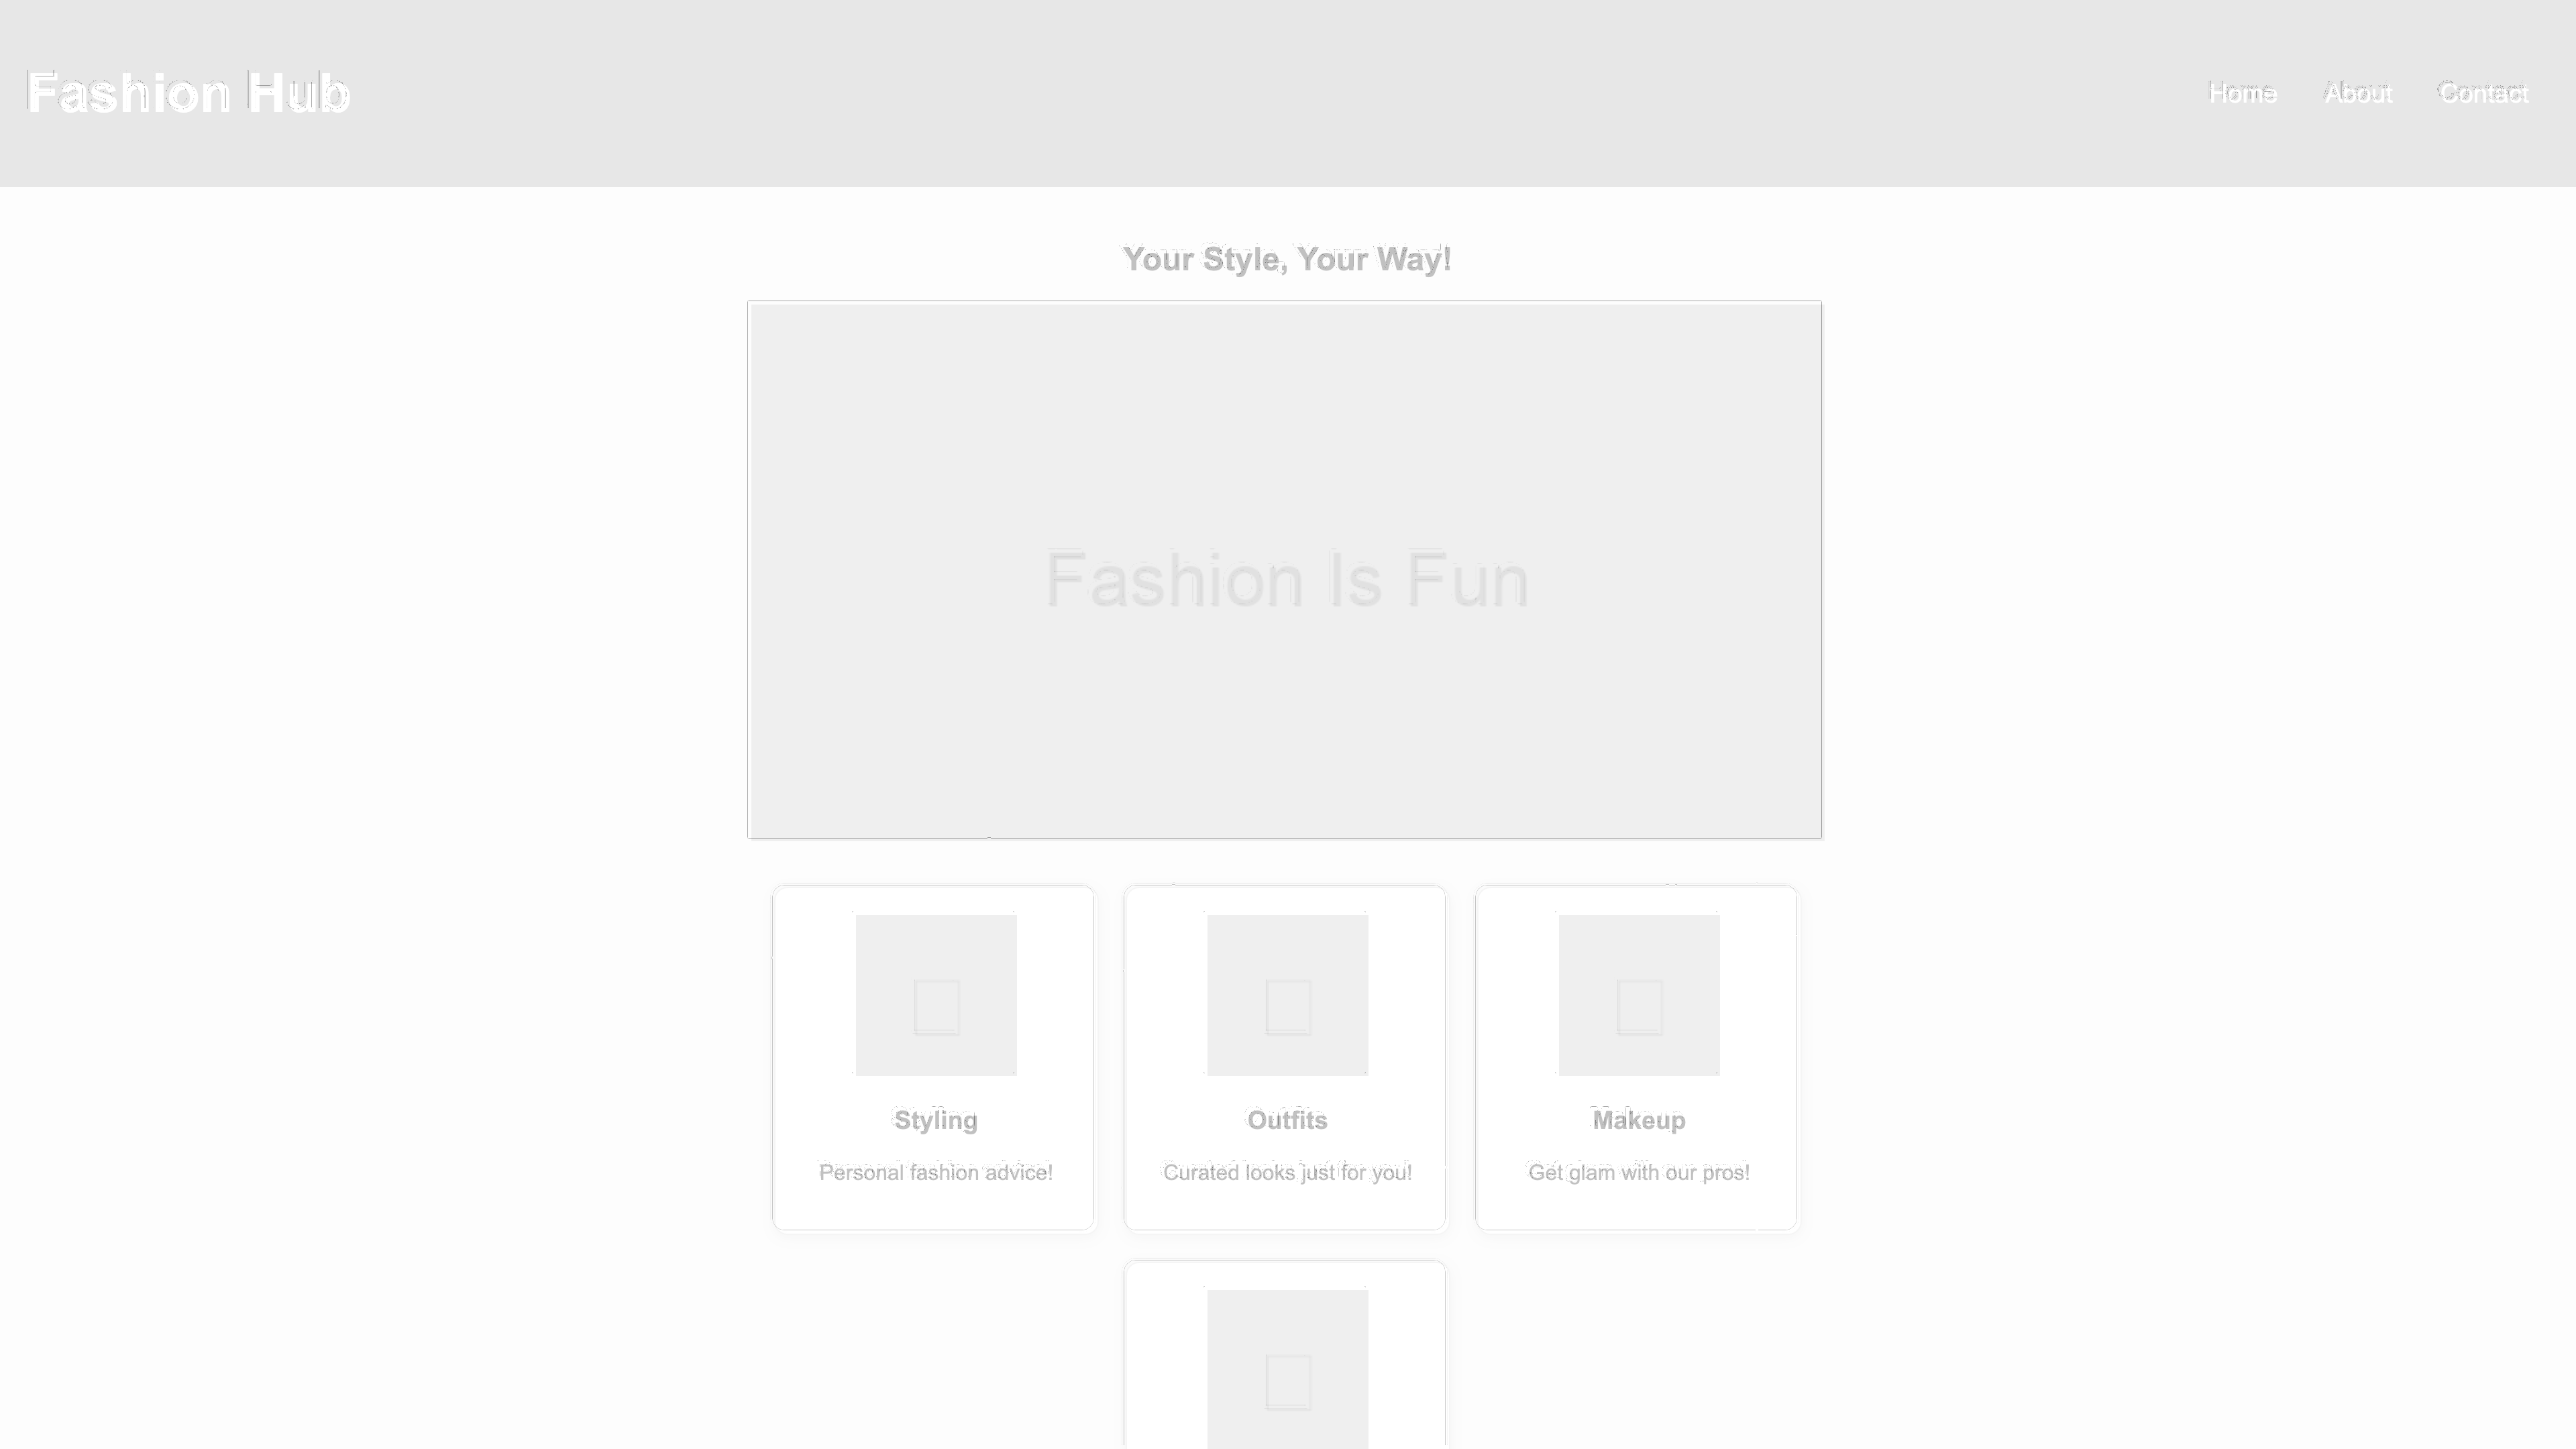 Fashion Hub
Home About Contact
Your Style, Your Way!
Fashion Is Fun
Styling Outfits Makeup
Personal fashion advice! Curated looks just for you! Get glam with our pros!